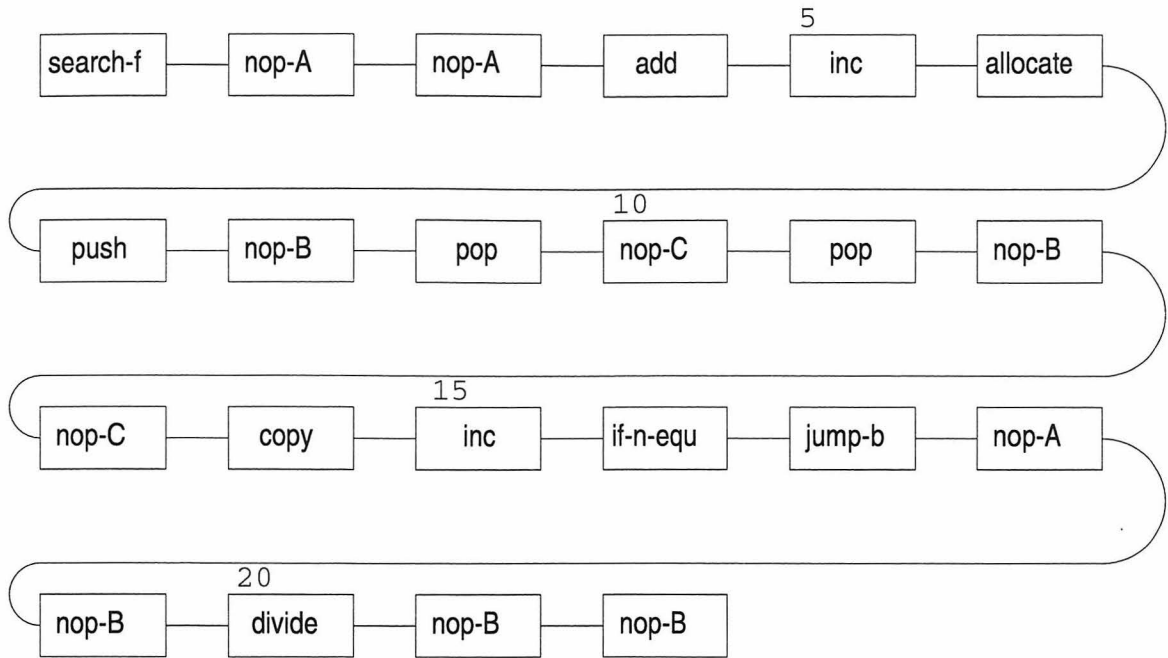 5
search-f nop-A nop-A add inc allocate
10
push nop-B pop nop-C pop nop-B
15
nop-C copy inc if-n-equ jump-b nop-A
20
nop-B divide nop-B nop-B